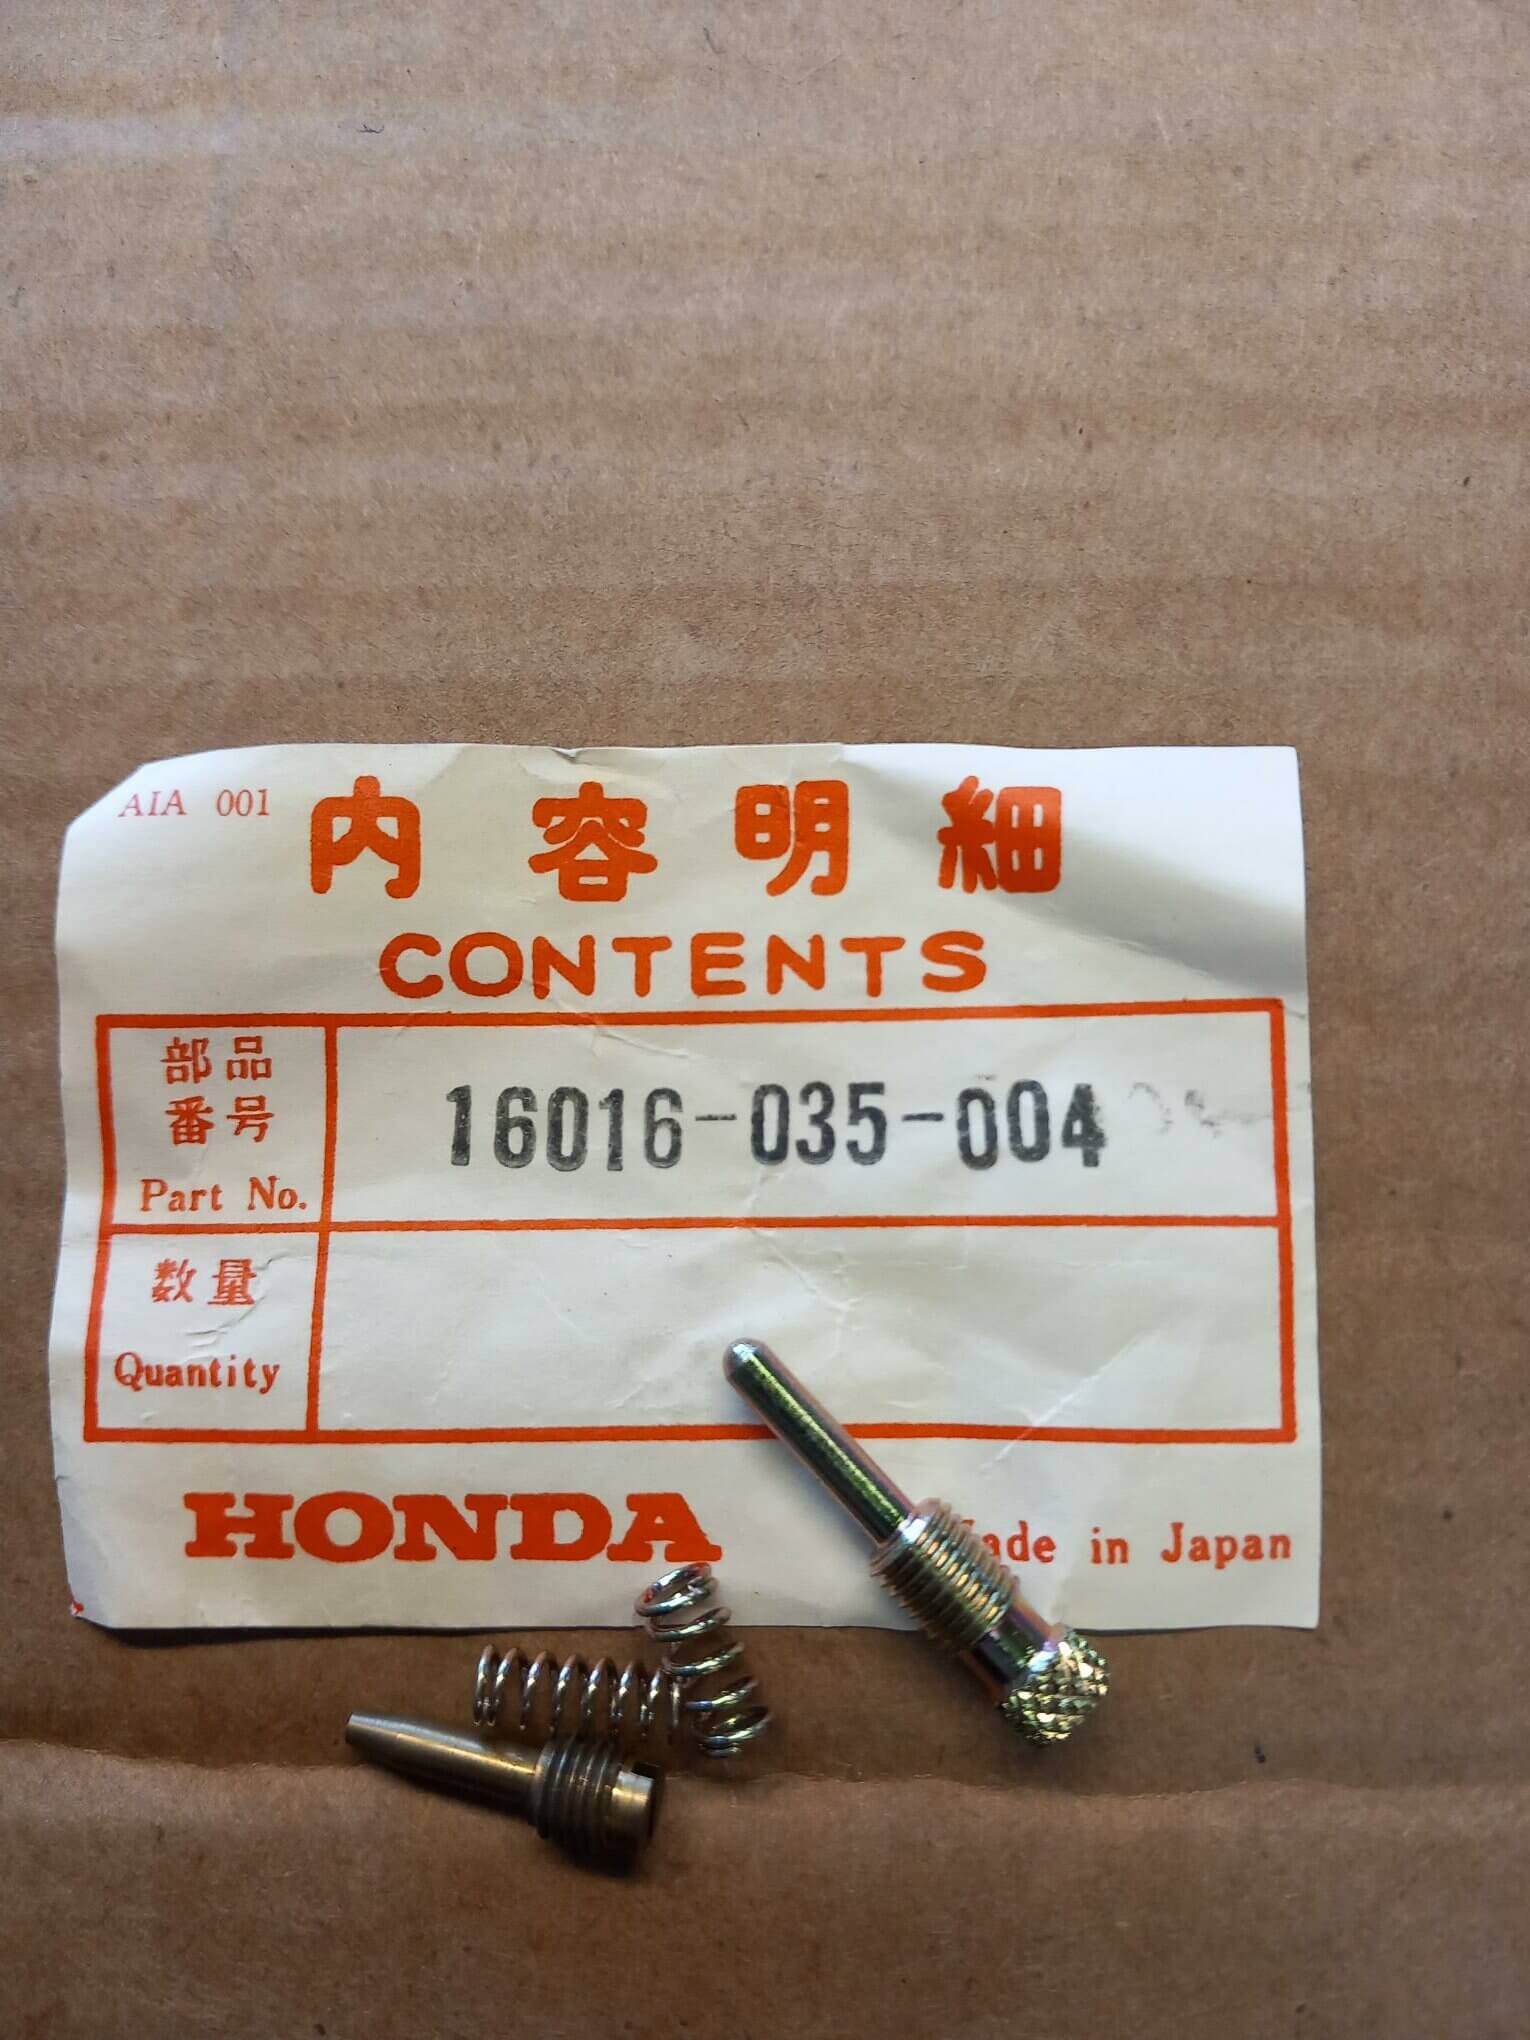 AIA 001
内容明細
CONTENTS
部品
番号
Part No.
16016-035-004
数量
Quantity
HONDA
Made in Japan